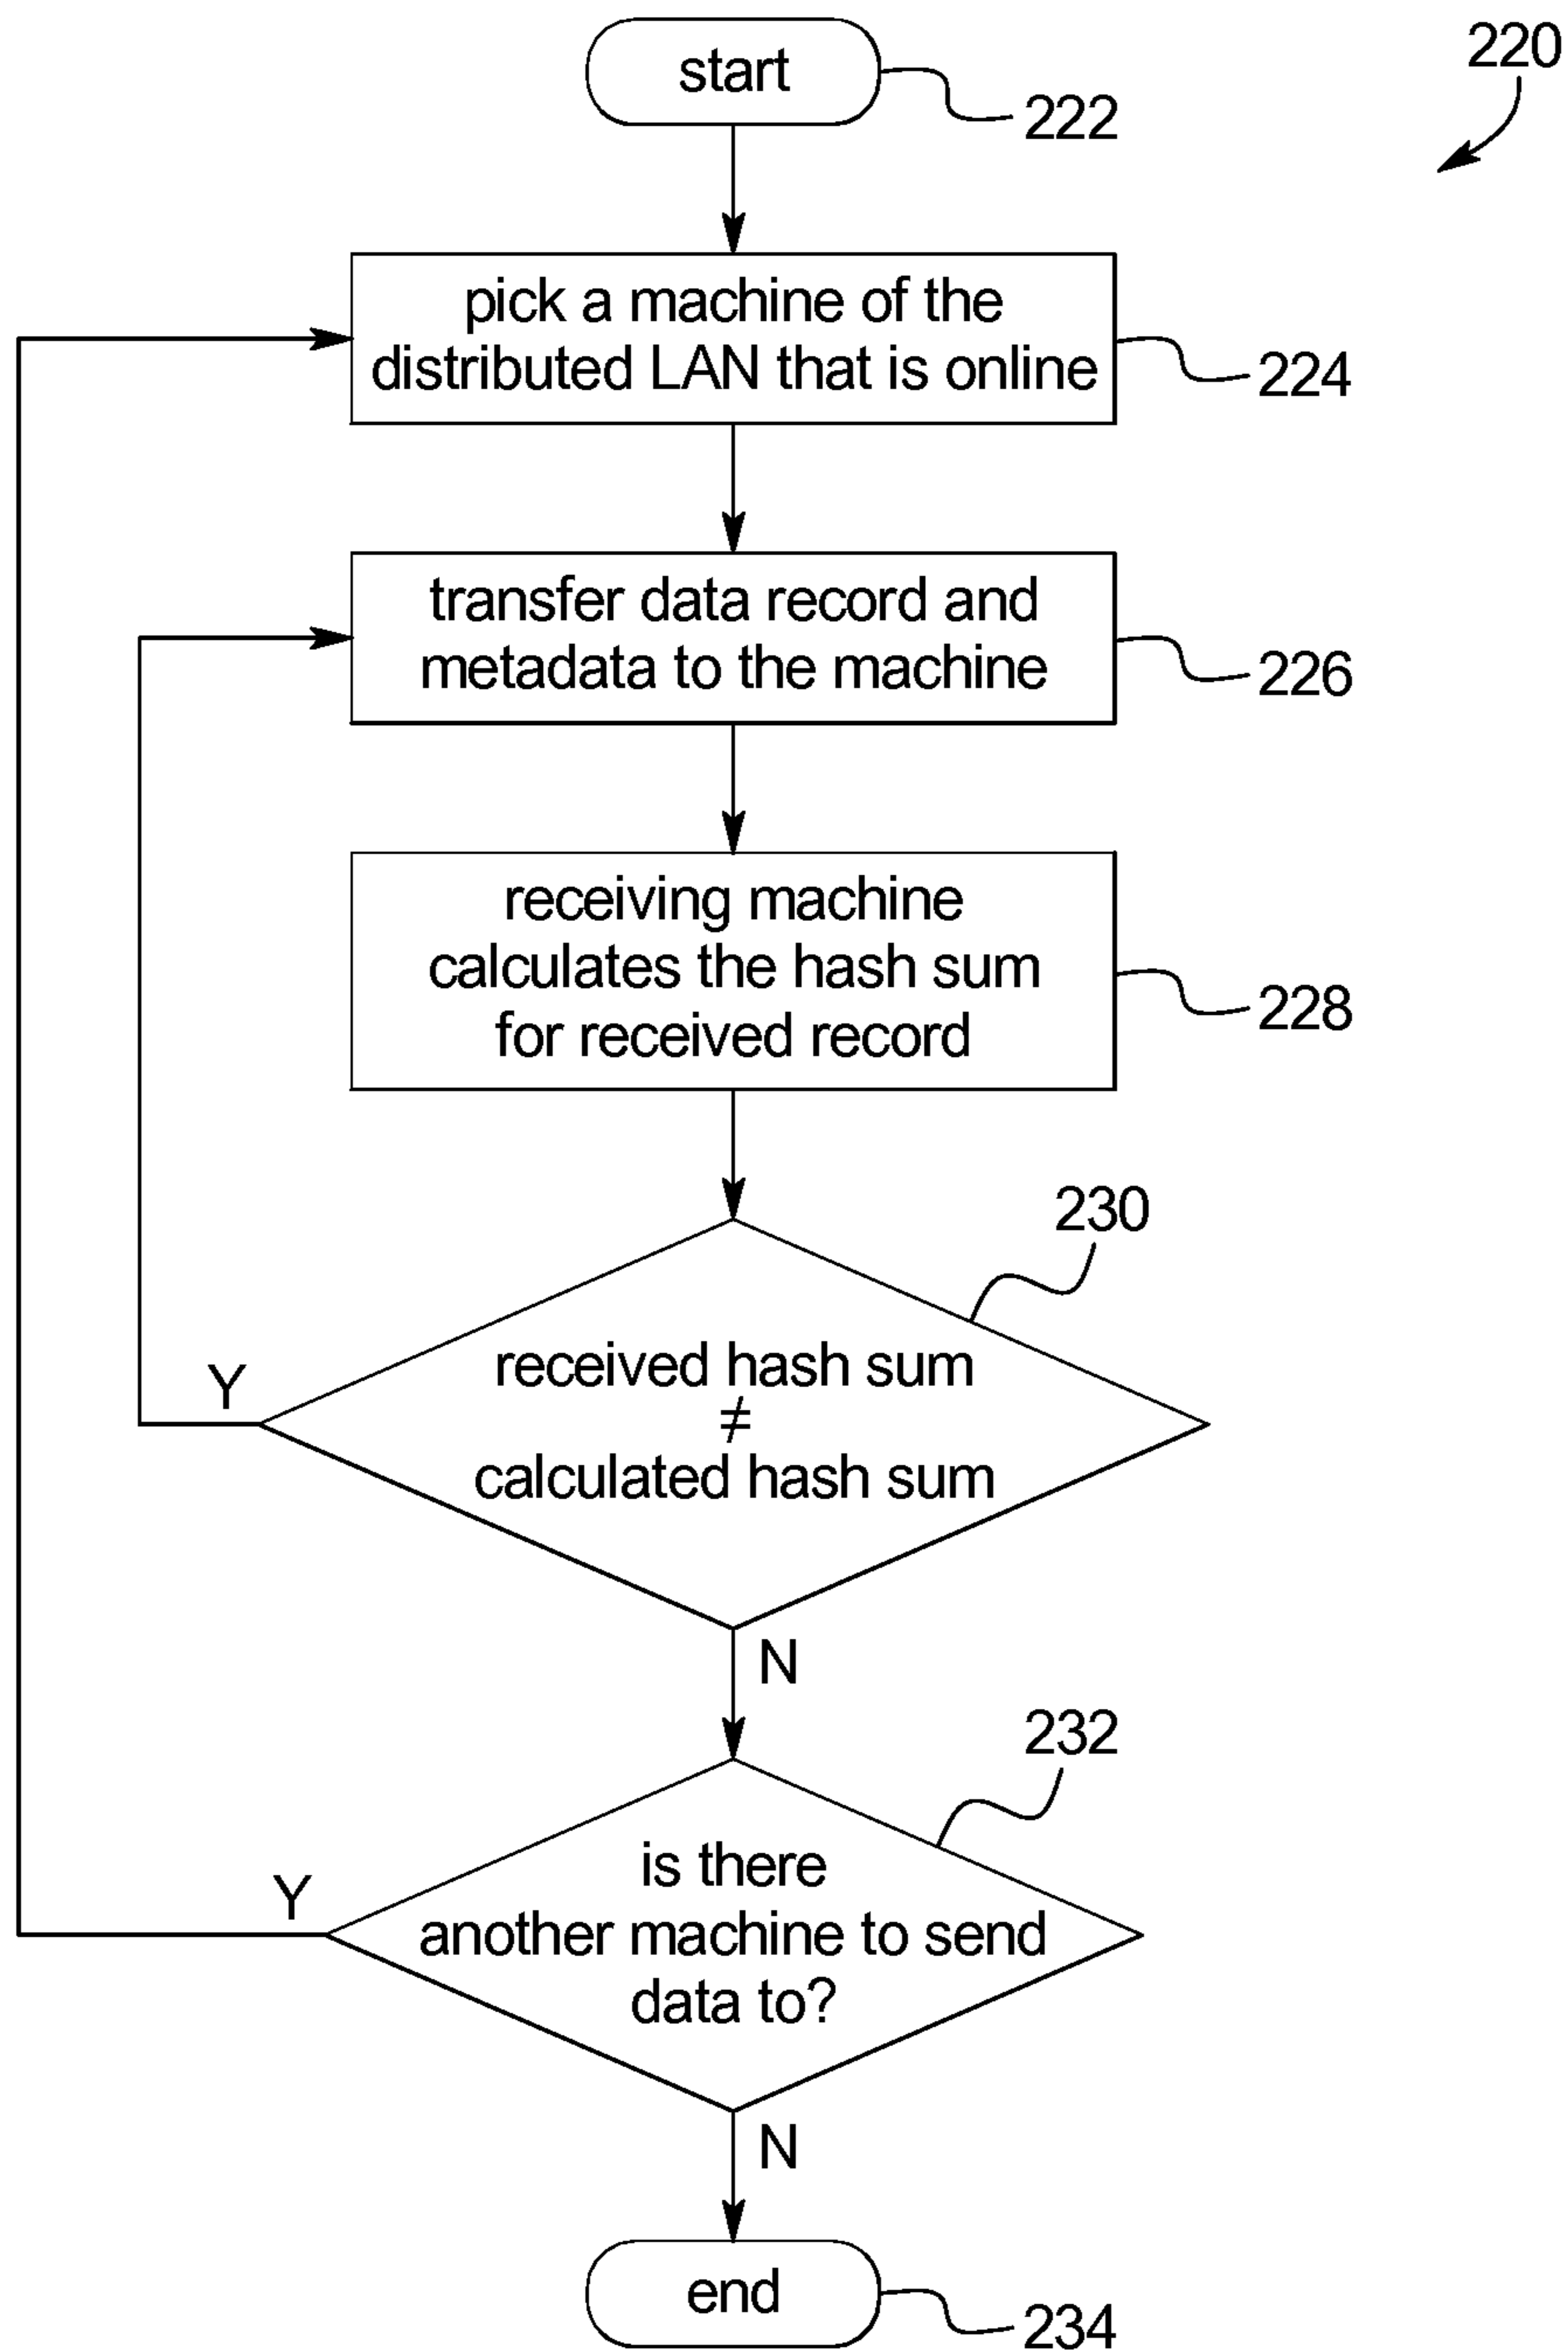 start
220
222
pick a machine of the
distributed LAN that is online
224
transfer data record and
metadata to the machine
226
receiving machine
calculates the hash sum
for received record
228
230
received hash sum
≠
calculated hash sum
Y
N
232
is there
another machine to send
data to?
Y
N
end
234